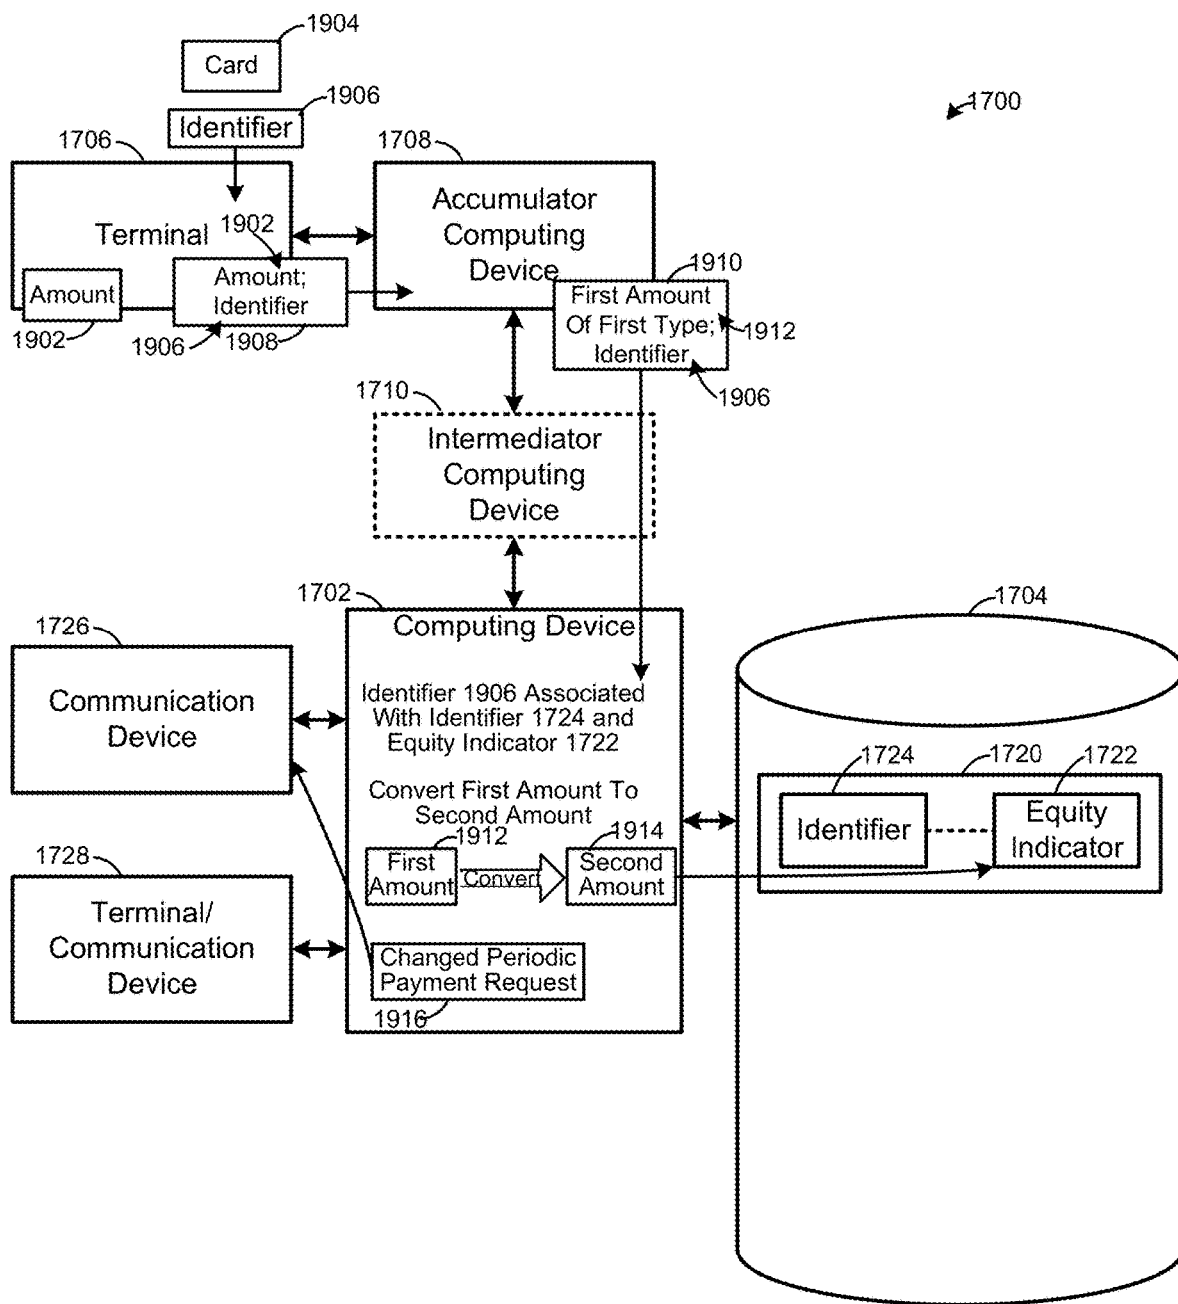 1904
Card
1906
Identifier
1700
1706
1708
Terminal
1902
Amount;
Identifier
Amount
1902
1906
1908
Accumulator
Computing
Device
1910
First Amount
Of First Type;
Identifier
1912
1906
1710
Intermediator
Computing
Device
1702
Computing Device
1704
1726
Communication
Device
Identifier 1906 Associated
With Identifier 1724 and
Equity Indicator 1722
1724
1720
1722
Identifier
Equity
Indicator
Convert First Amount To
Second Amount
1912
1914
First
Amount
Convert
Second
Amount
1728
Terminal/
Communication
Device
Changed Periodic
Payment Request
1916